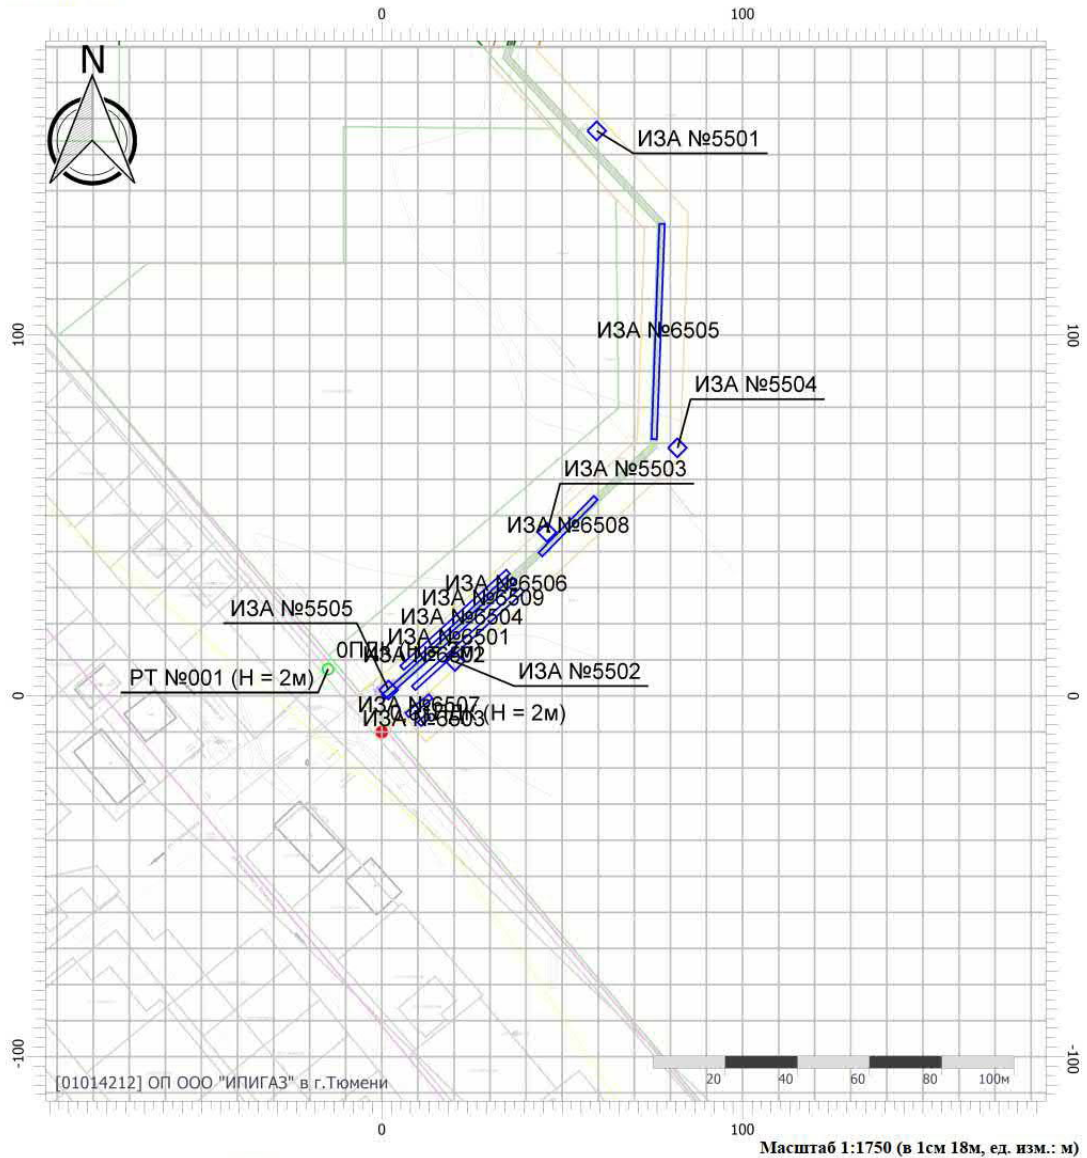 0
100
N
ИЗА №5501
100
100
ИЗА №6505
ИЗА №5504
ИЗА №5503
ИЗА №6508
ИЗА №6506
ИЗА №6509
ИЗА №5505
ИЗА №6504
ИЗА №6501
ИЗА №6502
РТ №001 (Н = 2м)
ИЗА №5502
0
0
ИЗА №6507
(Н = 2м)
ИЗА №6503
-100
-100
20
40
60
80
100м
[01014212] ОП ООО "ИПИГАЗ" в г.Тюмени
0
100
Масштаб 1:1750 (в 1см 18м, ед. изм.: м)